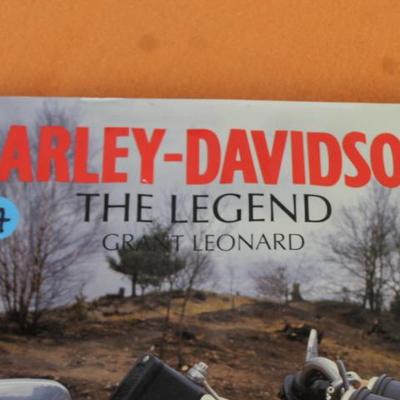 ARLEY-DAVIDSO
THE LEGEND
GRANT LEONARD